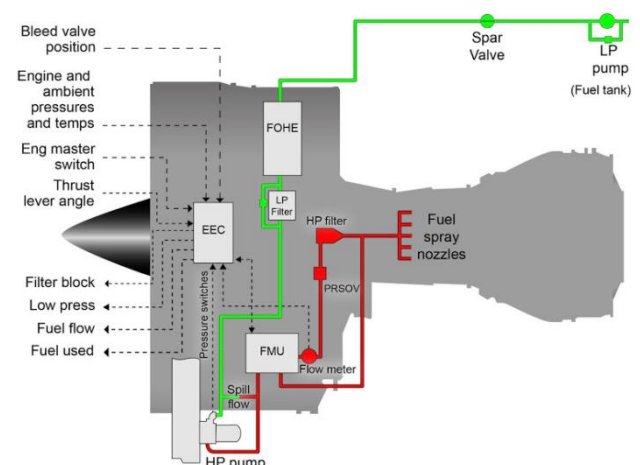 Bleed valve
position
Engine and
ambient
pressures
and temps
Eng master
switch
Thrust
lever angle
Filter block
Low press
Fuel flow
Fuel used
EEC
Pressure switches
FOHE
LP
Filter
HP filter
PRSOV
FMU
Flow meter
Spill
flow
HP pump
Fuel
spray
nozzles
Spar
Valve
LP
pump
(Fuel tank)